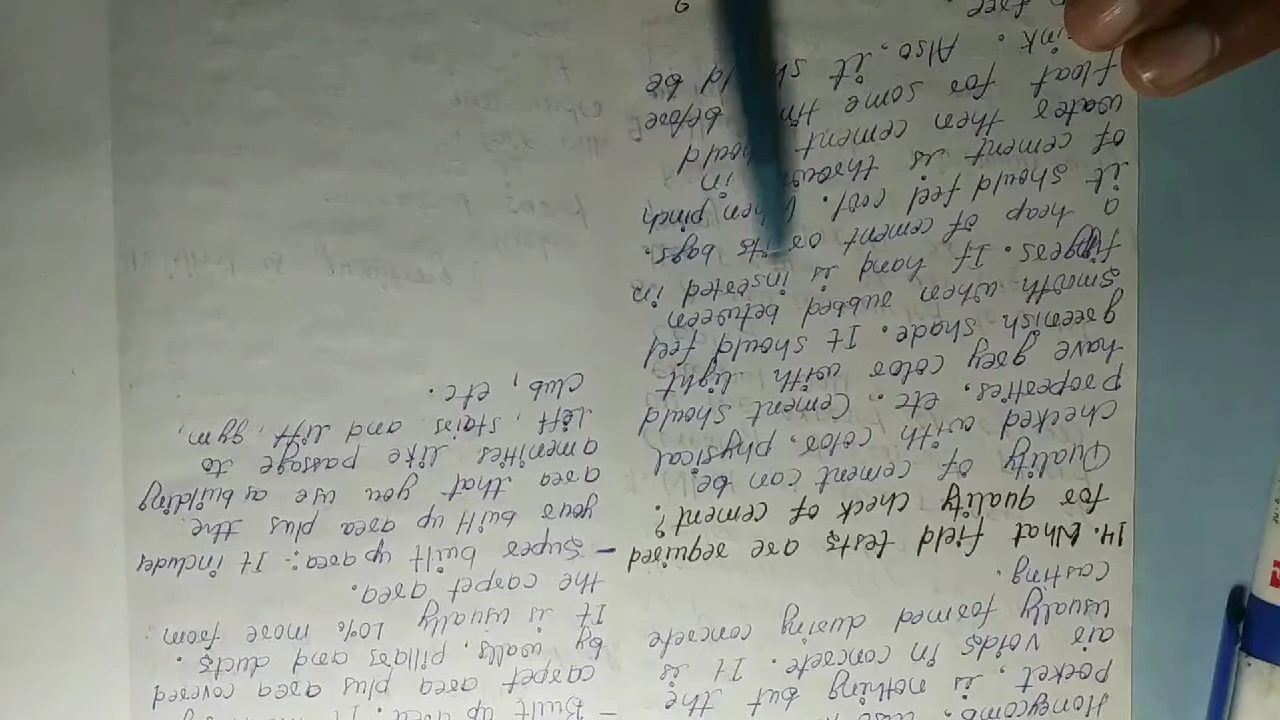 Honeycomb, also
pocket, is nothing but the
air voids in concrete. It is
usually formed during concrete
casting.
14. What field tests are required
for quality check of cement?
Quality of cement can be
checked with color, physical
properties, etc. Cement should
have grey color with light
greenish shade. It should feel
smooth when rubbed between
fingers. If hand is inserted in
a heap of cement or its bags.
it should feel cool. When pinch
of cement is thrown in
water then cement should
float for some time before
sink. Also, it should be
free
- Built up area: It
carpet area plus area covered
by walls, pillars and ducts.
It is usually 10% more from
the carpet area.
- Super built up area: It includes
your built up area plus the
area that you use as building
amenities like passage to
lift, stairs and lift, gym,
club, etc.